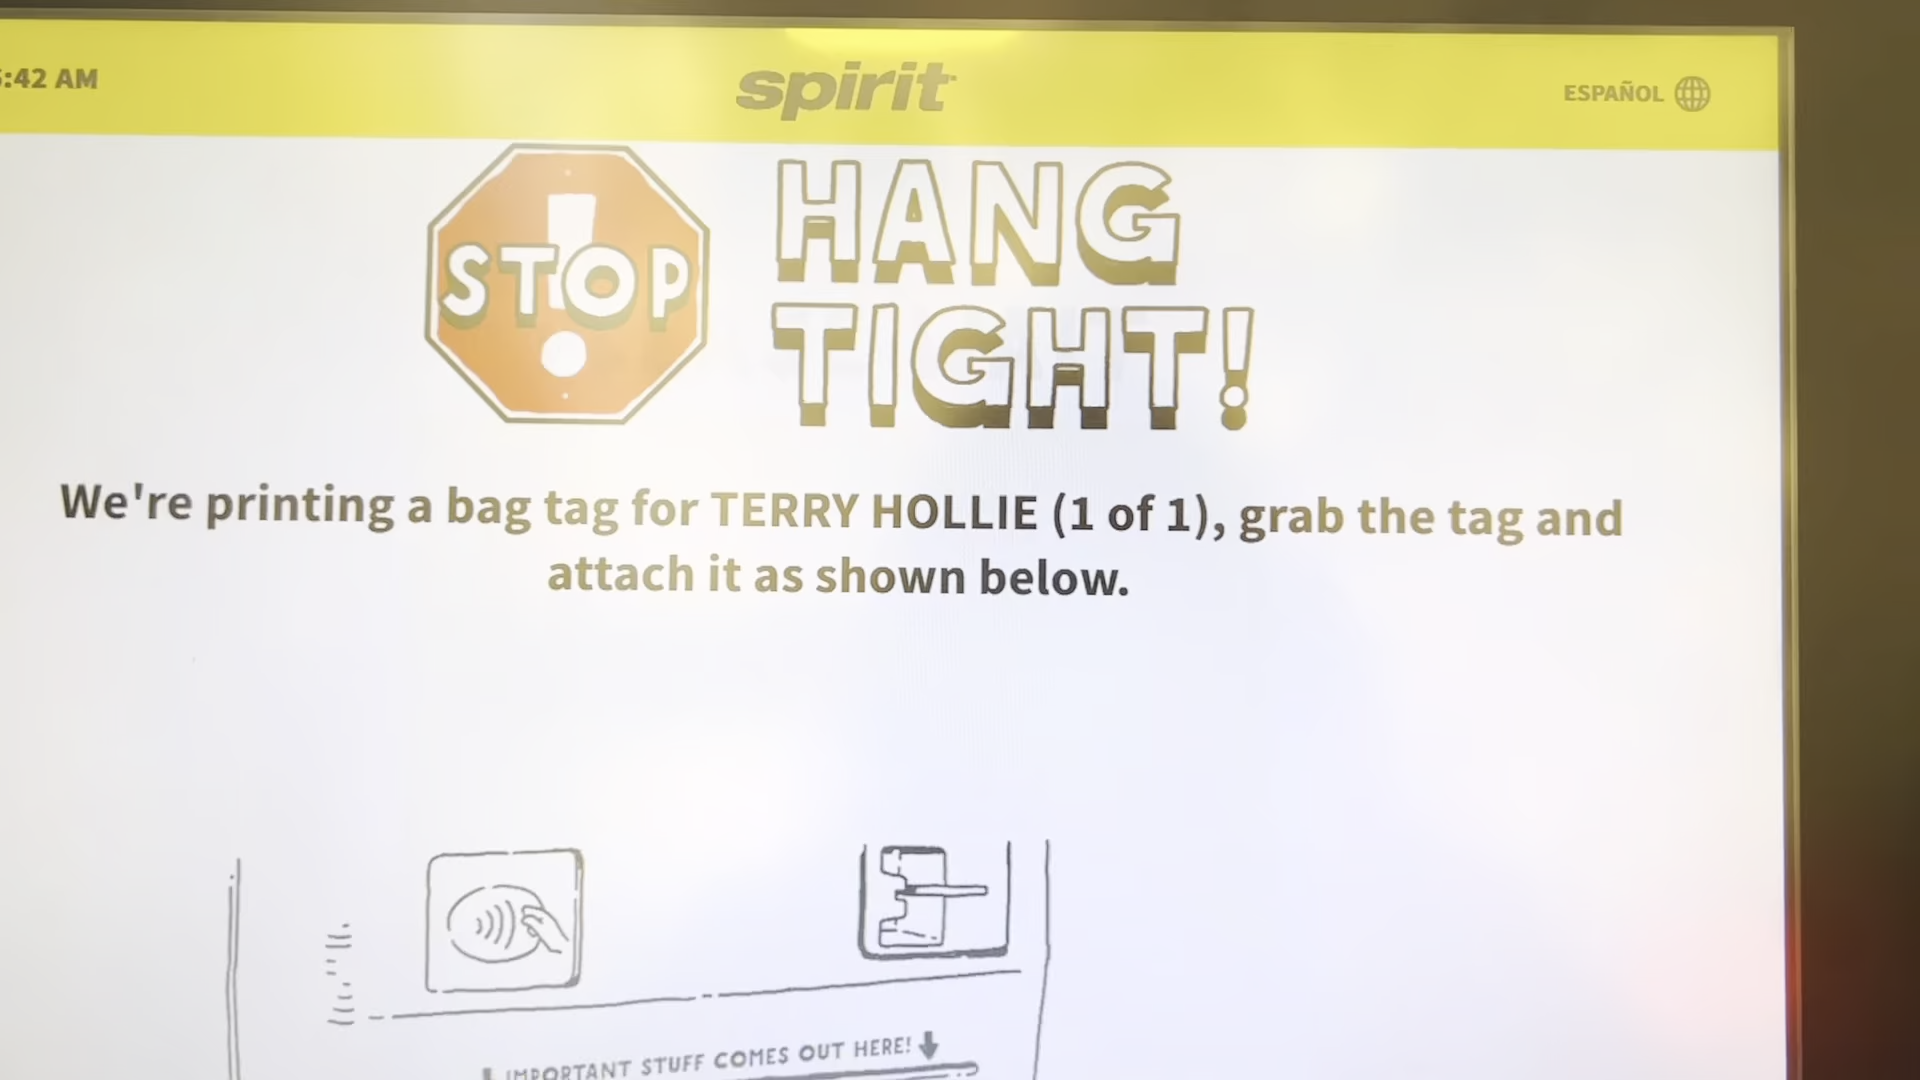 :42 AM
spirit
ESPAÑOL
STOP
HANG
TIGHT!
We're printing a bag tag for TERRY HOLLIE (1 of 1), grab the tag and
attach it as shown below.
IMPORTANT STUFF COMES OUT HERE!